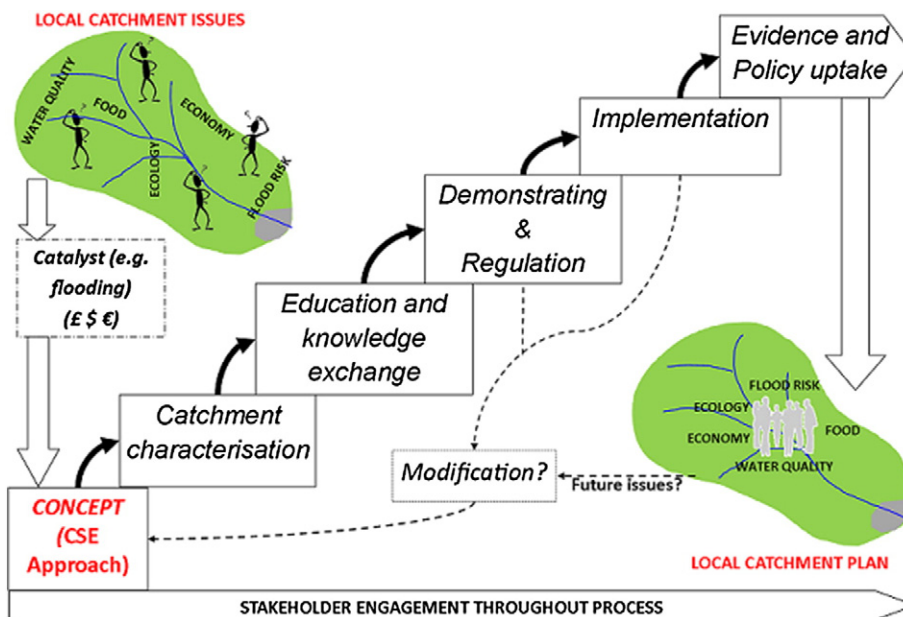 LOCAL CATCHMENT ISSUES
WATER QUALITY
FOOD
ECONOMY
ECOLOGY
FLOOD RISK
Catalyst (e.g.
flooding)
(£ $ €)
CONCEPT
(CSE
Approach)
Catchment
characterisation
Education and
knowledge
exchange
Demonstrating
&
Regulation
Implementation
Evidence and
Policy uptake
FLOOD RISK
ECOLOGY
FOOD
ECONOMY
WATER QUALITY
LOCAL CATCHMENT PLAN
Future issues?
Modification?
STAKEHOLDER ENGAGEMENT THROUGHOUT PROCESS